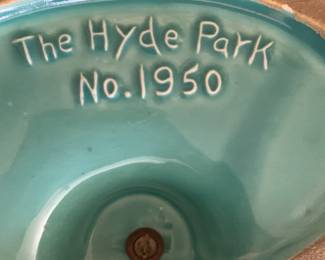 The Hyde Park
No. 1950